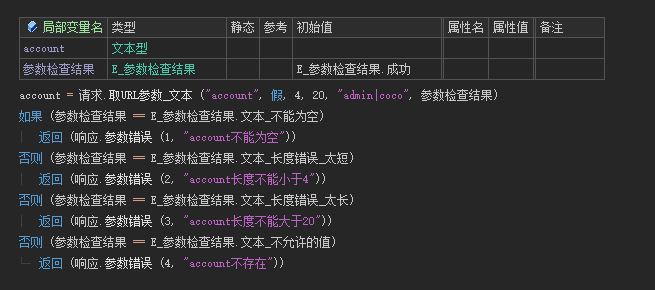 局部变量名 类型 静态 参考 初始值 属性名 属性值 备注
account 文本型
参数检查结果 E_参数检查结果 E_参数检查结果.成功
account = 请求.取URL参数_文本 ("account", 假, 4, 20, "admin|coco", 参数检查结果)
如果 (参数检查结果 == E_参数检查结果.文本_不能为空)
返回 (响应.参数错误 (1, "account不能为空"))
否则 (参数检查结果 == E_参数检查结果.文本_长度错误_太短)
返回 (响应.参数错误 (2, "account长度不能小于4"))
否则 (参数检查结果 == E_参数检查结果.文本_长度错误_太长)
返回 (响应.参数错误 (3, "account长度不能大于20"))
否则 (参数检查结果 == E_参数检查结果.文本_不允许的值)
返回 (响应.参数错误 (4, "account不存在"))